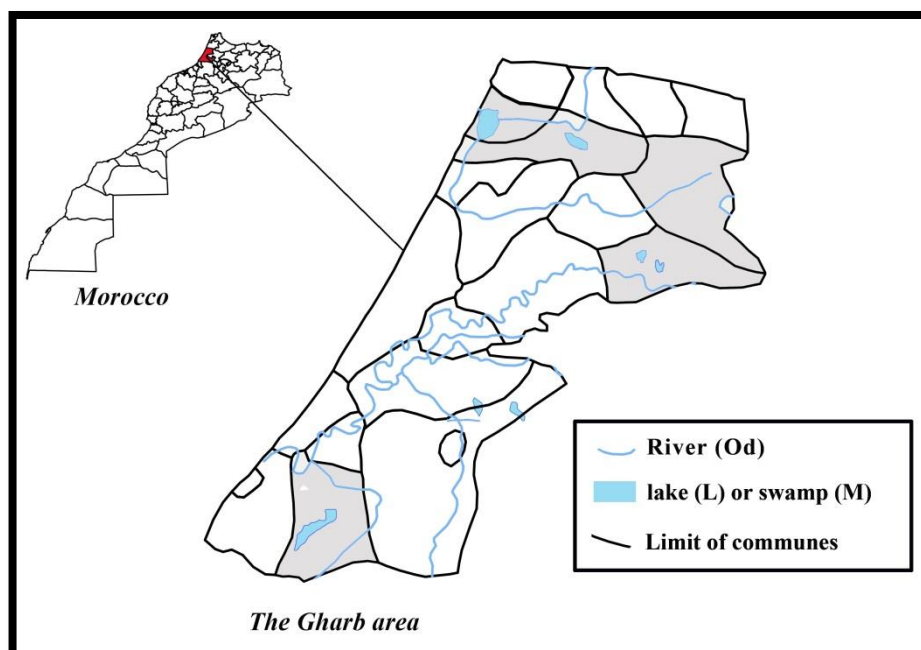 Morocco
River (Od)
lake (L) or swamp (M)
Limit of communes
The Gharb area